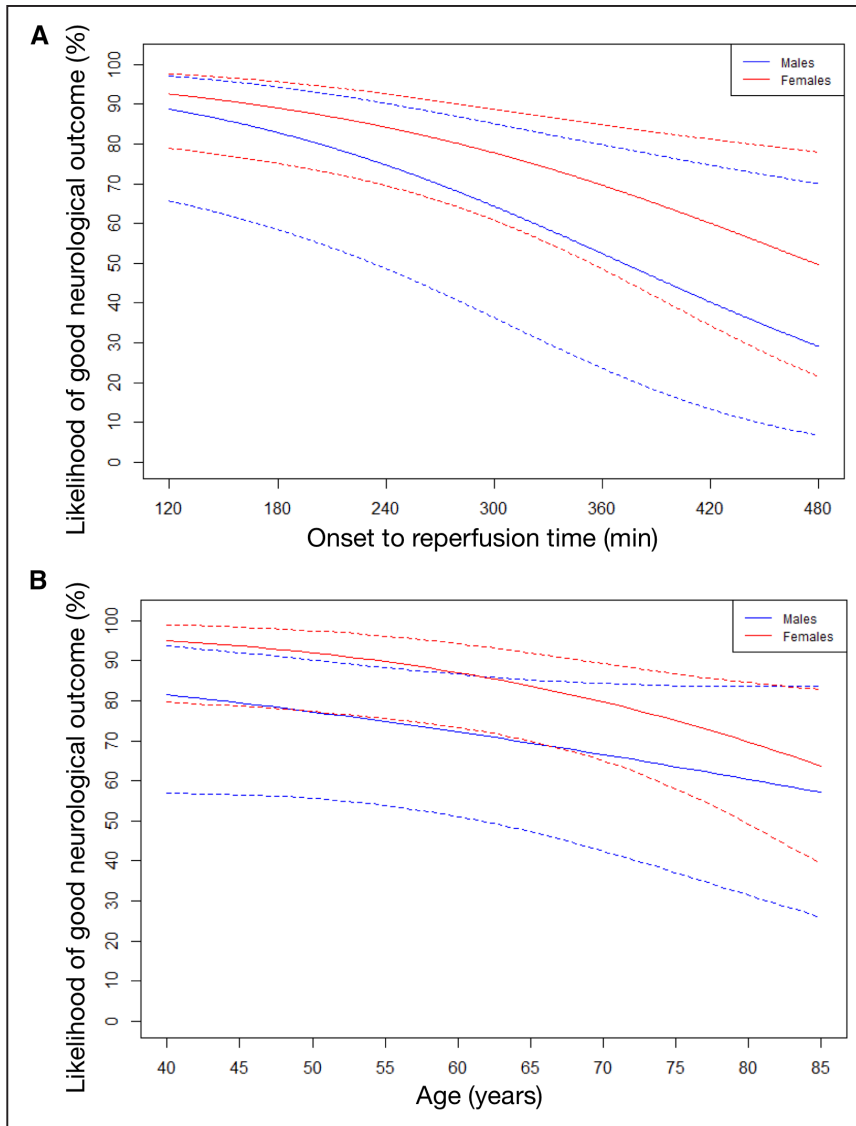 A
Likelihood of good neurological outcome (%)
100
90
80
70
60
50
40
30
20
10
0
Males
Females
120 180 240 300 360 420 480
Onset to reperfusion time (min)
B
Likelihood of good neurological outcome (%)
100
90
80
70
60
50
40
30
20
10
0
Males
Females
40 45 50 55 60 65 70 75 80 85
Age (years)